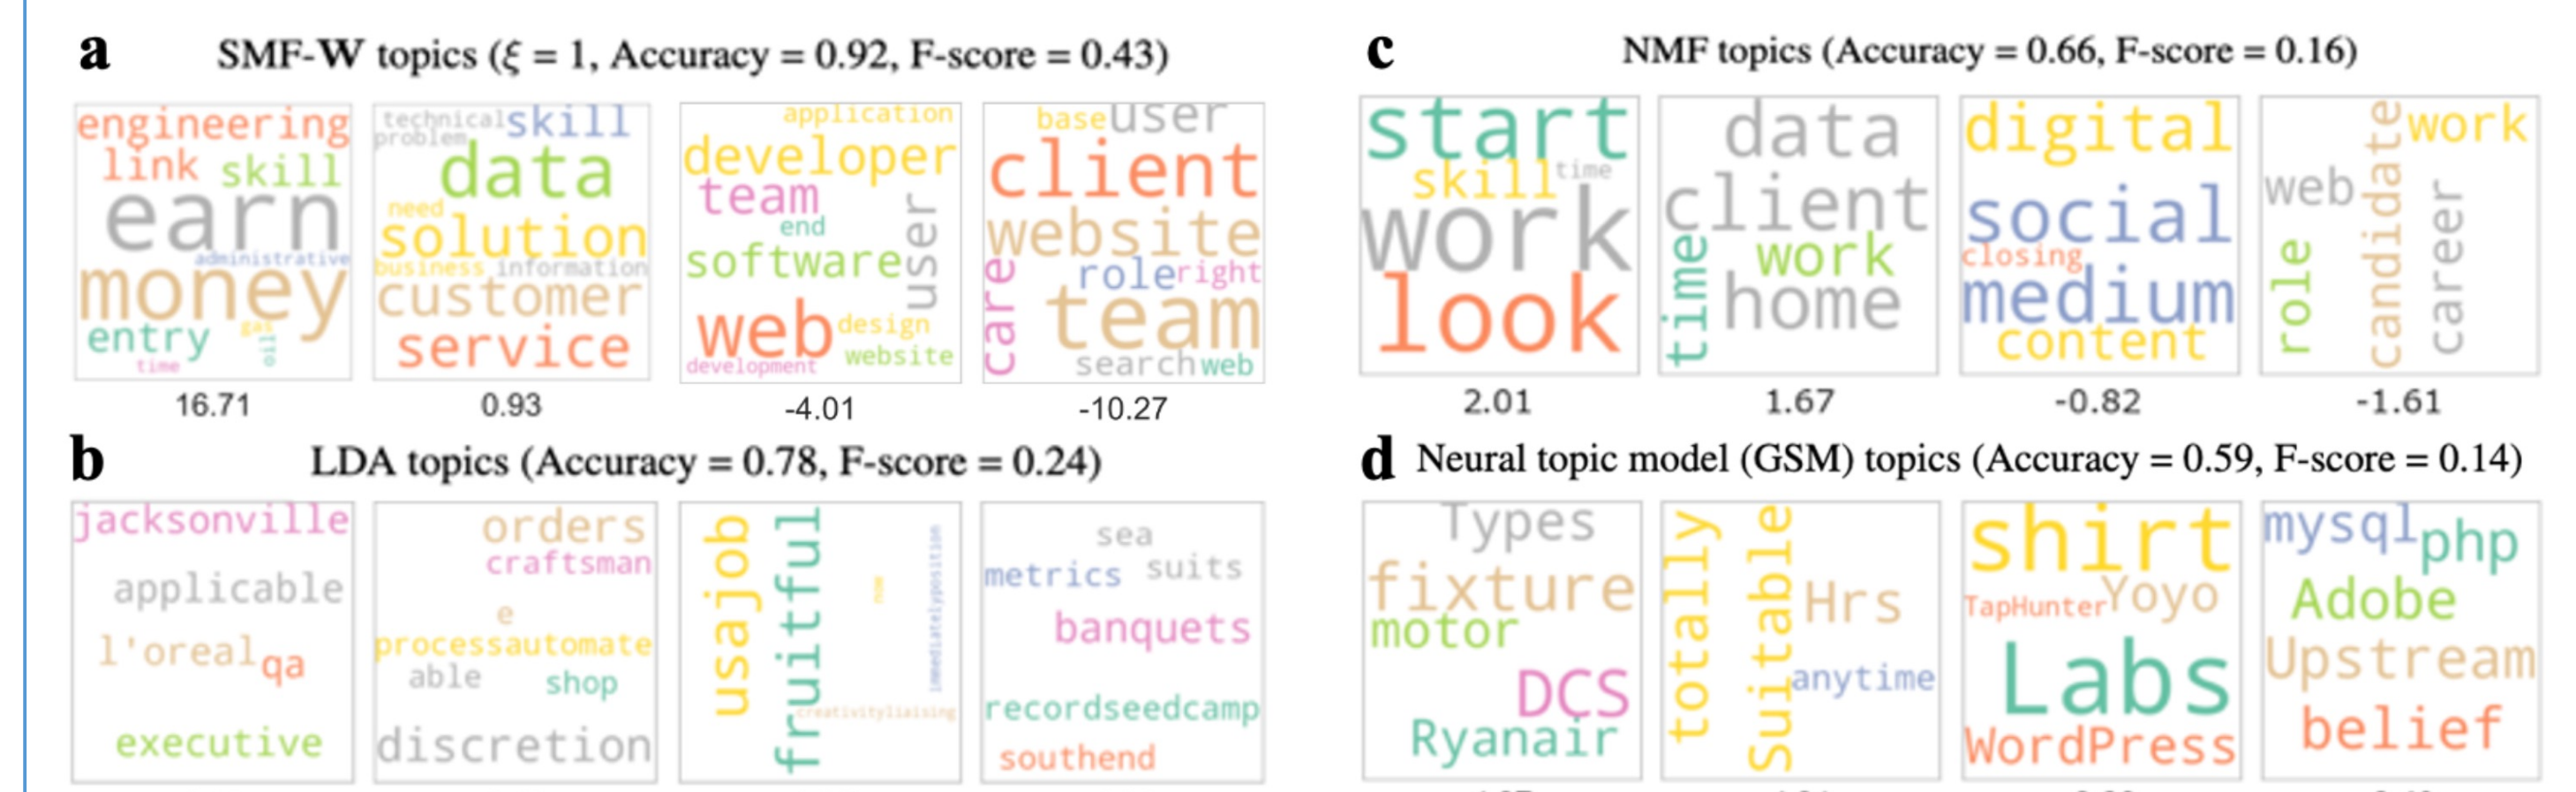 a SMF-W topics (ξ = 1, Accuracy = 0.92, F-score = 0.43)
engineering
link skill
earn
administrative
money
entry gas
oil
time
16.71
technical skill
problem
data
need
solution
business information
customer
service
0.93
application
developer
team
end
software
user
web design
website
development
-4.01
base user
client
website
role right
care
team
search web
-10.27
b LDA topics (Accuracy = 0.78, F-score = 0.24)
jacksonville
applicable
l'oreal qa
executive
orders
craftsman
e
processautomate
able shop
discretion
usajob
fruitful
immediatelyposition
creativityliaising
sea
metrics suits
banquets
recordseedcamp
southend
c NMF topics (Accuracy = 0.66, F-score = 0.16)
start
skill time
work
look
2.01
data
client
time work
home
1.67
digital
social
closing
medium
content
-0.82
candidate work
web
role
career
-1.61
d Neural topic model (GSM) topics (Accuracy = 0.59, F-score = 0.14)
Types
fixture
motor
DCS
Ryanair
totally
Suitable
Hrs
anytime
shirt
TapHunter Yoyo
Labs
WordPress
mysql php
Adobe
Upstream
belief